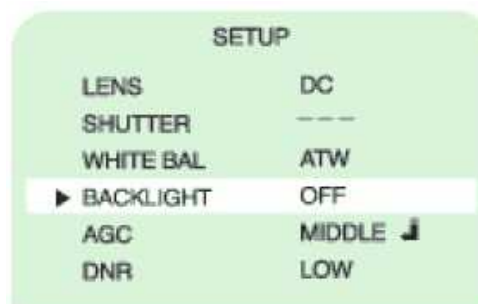 SETUP
LENS DC
SHUTTER ---
WHITE BAL ATW
▶ BACKLIGHT OFF
AGC MIDDLE ↲
DNR LOW